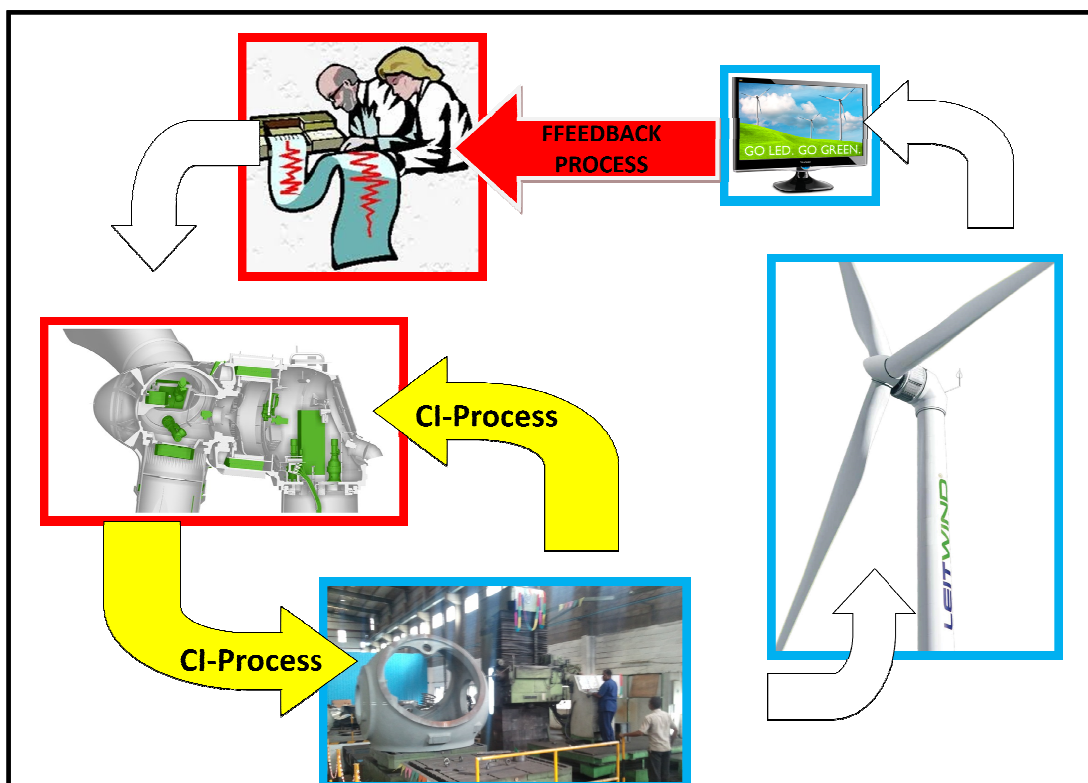 FFEEDBACK
PROCESS
GO LED. GO GREEN.
CI-Process
CI-Process
LEITWIND®